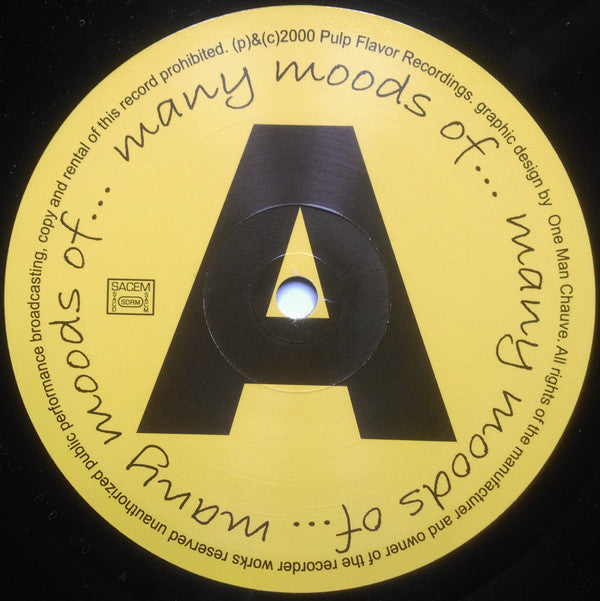 (p)&(c)2000 Pulp Flavor Recordings. graphic design by One Man Chauve. All rights of the manufacturer and owner of the recorder works reserved unauthorized public performance broadcasting, copy and rental of this record prohibited.
many moods of... many moods of... many moods of...
A
SACEM
SACD
SDRM
SACM